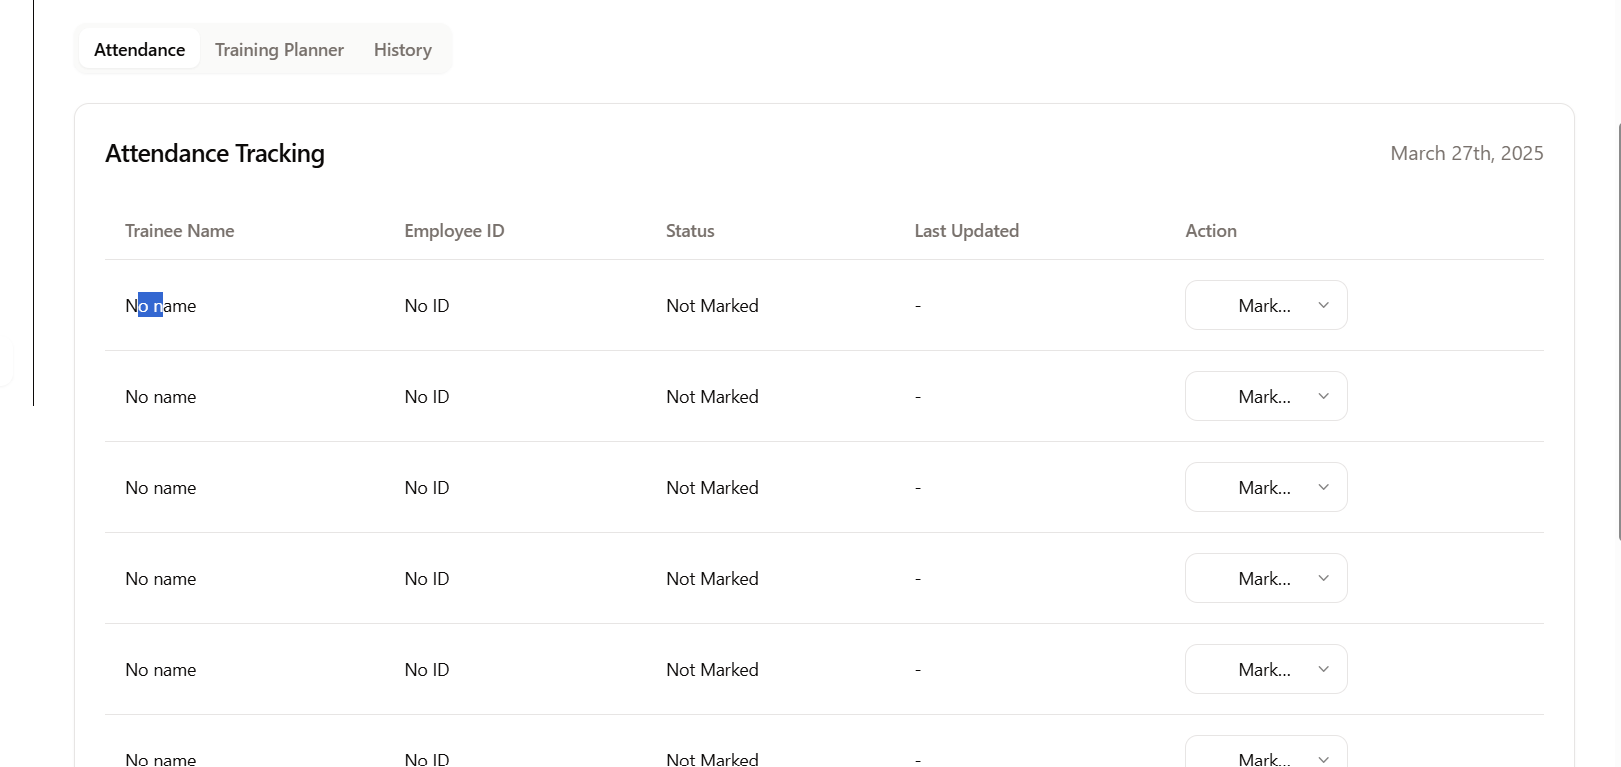 Attendance Training Planner History
Attendance Tracking March 27th, 2025
Trainee Name Employee ID Status Last Updated Action
No name No ID Not Marked - Mark...
No name No ID Not Marked - Mark...
No name No ID Not Marked - Mark...
No name No ID Not Marked - Mark...
No name No ID Not Marked - Mark...
No name No ID Not Marked - Mark...